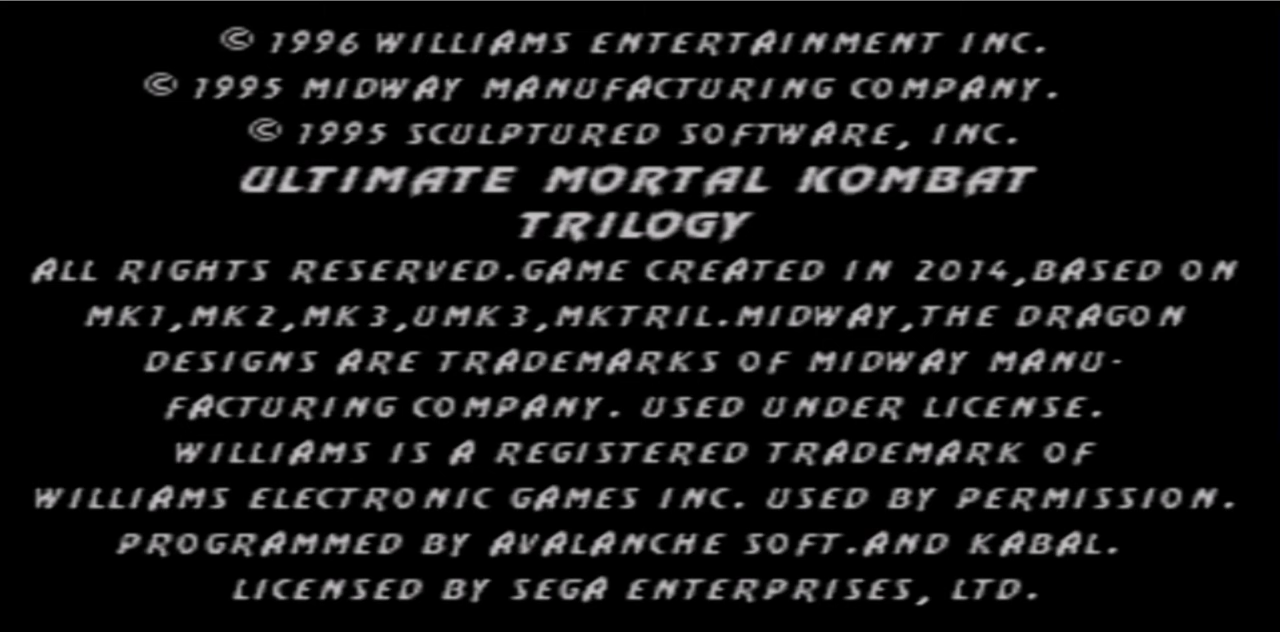 © 1996 WILLIAMS ENTERTAINMENT INC.
© 1995 MIDWAY MANUFACTURING COMPANY.
© 1995 SCULPTURED SOFTWARE, INC.
ULTIMATE MORTAL KOMBAT
TRILOGY
ALL RIGHTS RESERVED.GAME CREATED IN 2014,BASED ON
MK1,MK2,MK3,UMK3,MKTRIL.MIDWAY,THE DRAGON
DESIGNS ARE TRADEMARKS OF MIDWAY MANU-
FACTURING COMPANY. USED UNDER LICENSE.
WILLIAMS IS A REGISTERED TRADEMARK OF
WILLIAMS ELECTRONIC GAMES INC. USED BY PERMISSION.
PROGRAMMED BY AVALANCHE SOFT.AND KABAL.
LICENSED BY SEGA ENTERPRISES, LTD.